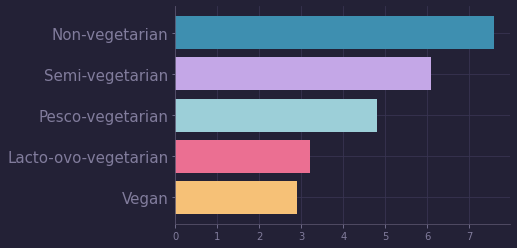 Non-vegetarian
Semi-vegetarian
Pesco-vegetarian
Lacto-ovo-vegetarian
Vegan
0 1 2 3 4 5 6 7